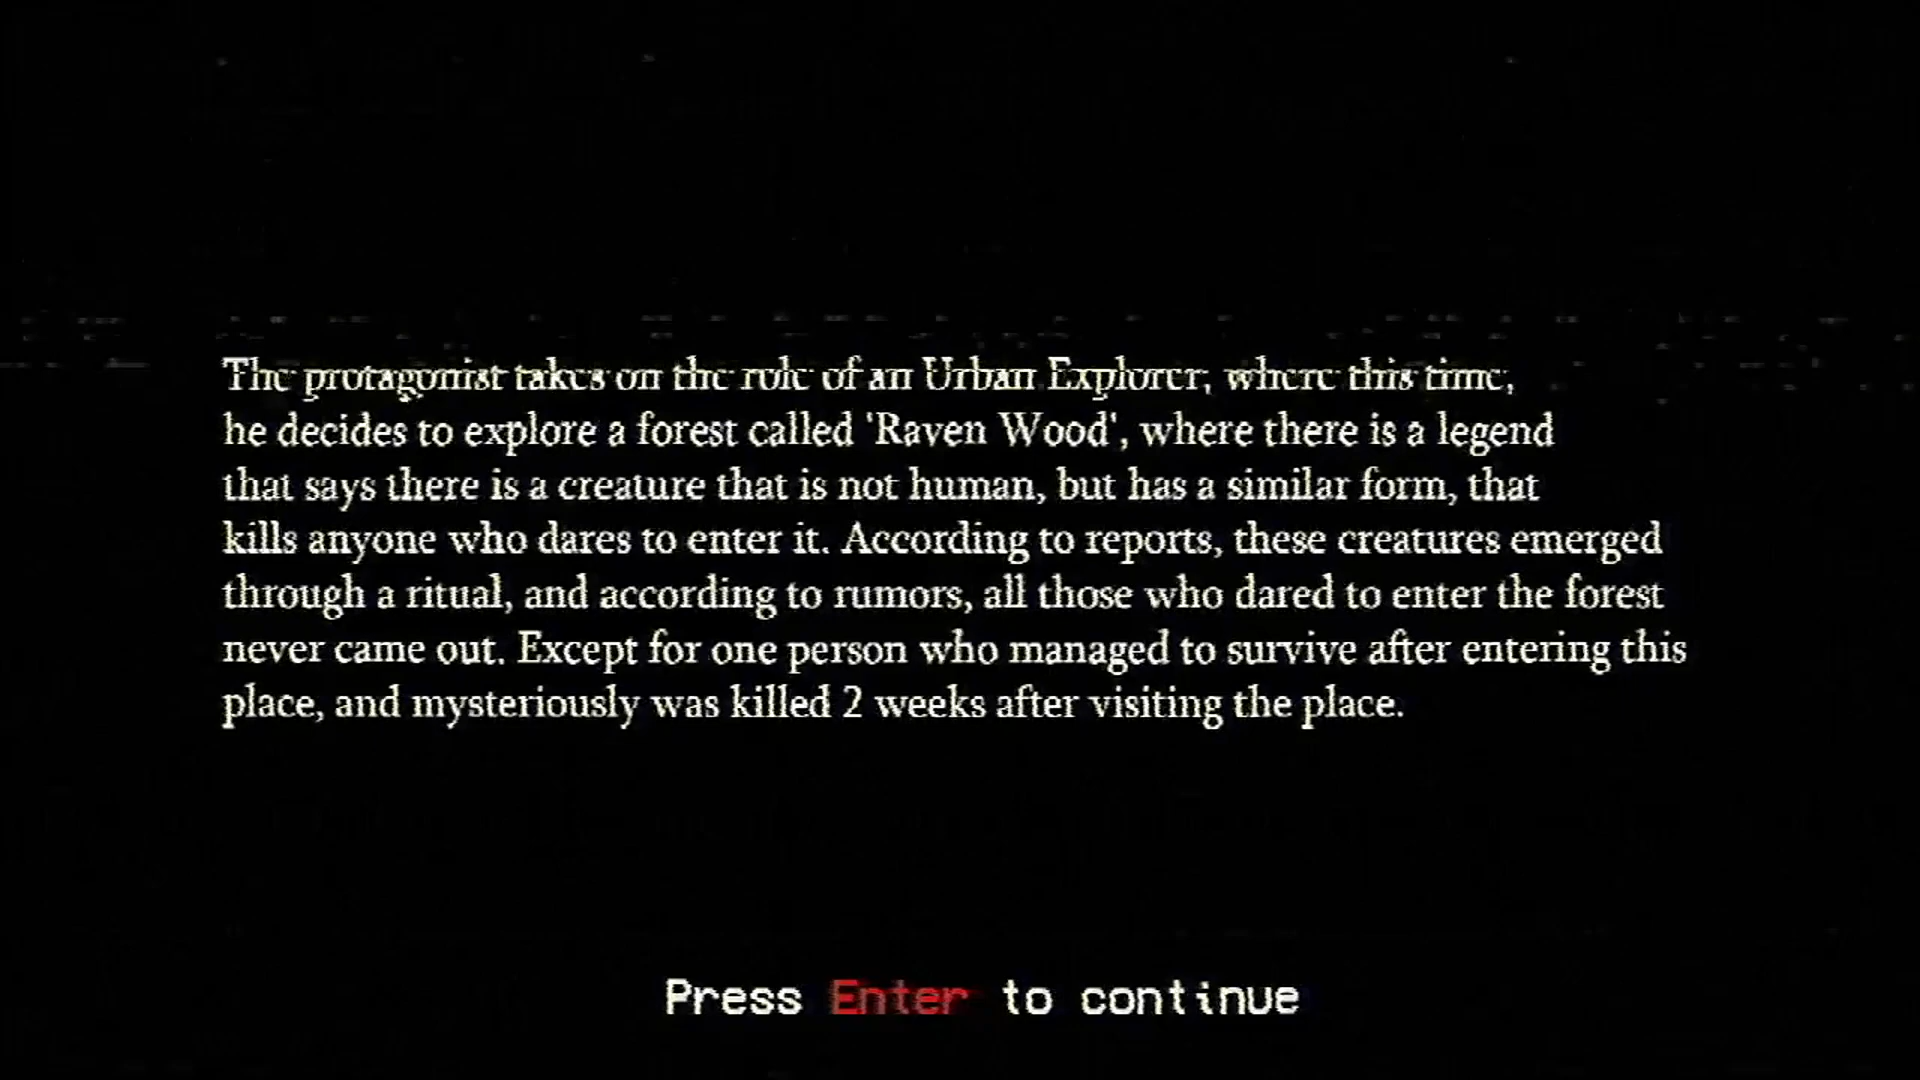 The protagonist takes on the role of an Urban Explorer, where this time,
he decides to explore a forest called 'Raven Wood', where there is a legend
that says there is a creature that is not human, but has a similar form, that
kills anyone who dares to enter it. According to reports, these creatures emerged
through a ritual, and according to rumors, all those who dared to enter the forest
never came out. Except for one person who managed to survive after entering this
place, and mysteriously was killed 2 weeks after visiting the place.
Press Enter to continue